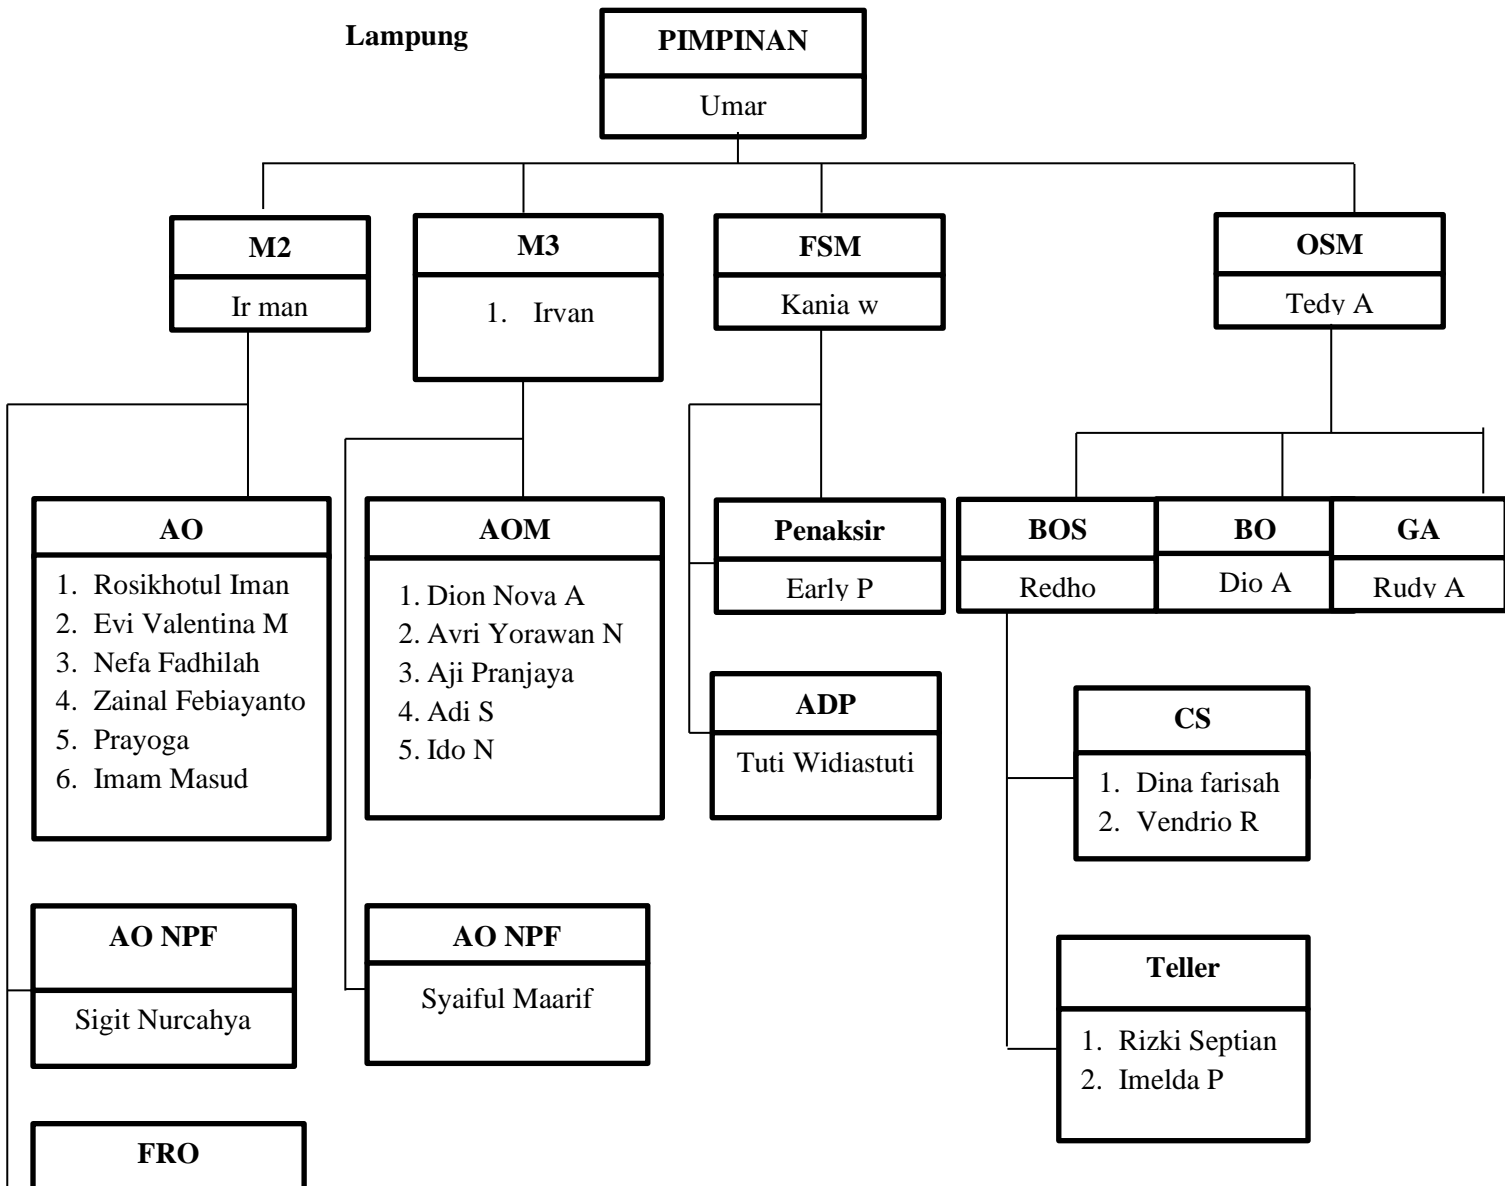 Lampung
PIMPINAN
Umar
M2
Ir man
M3
1. Irvan
FSM
Kania w
OSM
Tedy A
AO
1. Rosikhotul Iman
2. Evi Valentina M
3. Nefa Fadhilah
4. Zainal Febiayanto
5. Prayoga
6. Imam Masud
AOM
1. Dion Nova A
2. Avri Yorawan N
3. Aji Pranjaya
4. Adi S
5. Ido N
Penaksir
Early P
BOS
Redho
BO
Dio A
GA
Rudy A
ADP
Tuti Widiastuti
CS
1. Dina farisah
2. Vendrio R
AO NPF
Sigit Nurcahya
AO NPF
Syaiful Maarif
Teller
1. Rizki Septian
2. Imelda P
FRO